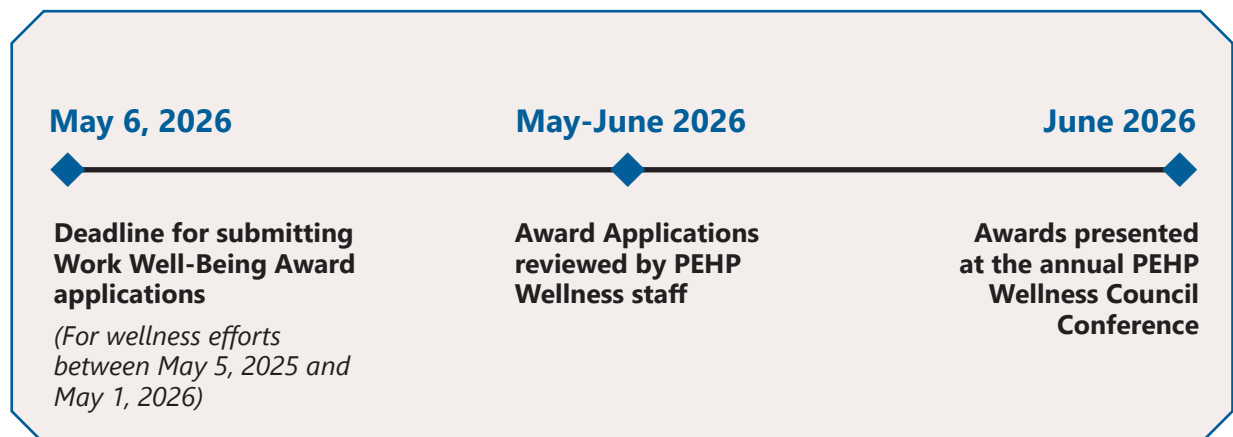 May 6, 2026
Deadline for submitting
Work Well-Being Award
applications
(For wellness efforts
between May 5, 2025 and
May 1, 2026)
May-June 2026
Award Applications
reviewed by PEHP
Wellness staff
June 2026
Awards presented
at the annual PEHP
Wellness Council
Conference